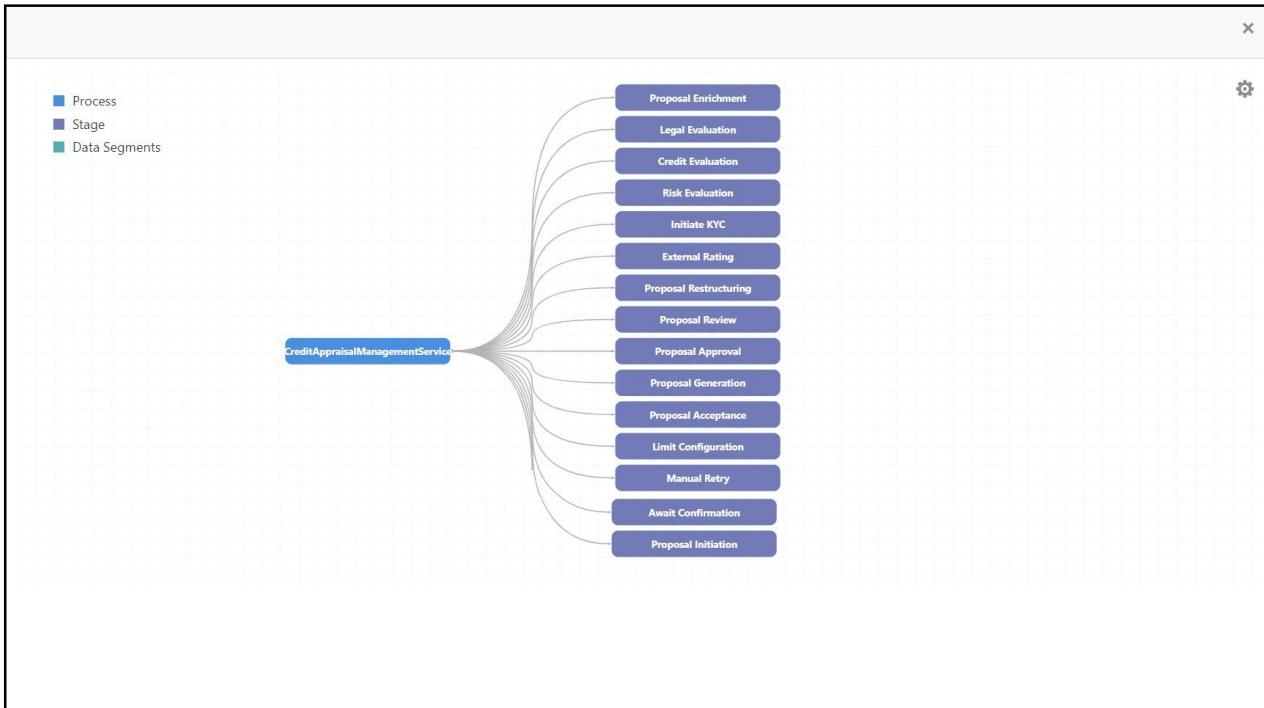 Process
Stage
Data Segments
CreditAppraisalManagementService
Proposal Enrichment
Legal Evaluation
Credit Evaluation
Risk Evaluation
Initiate KYC
External Rating
Proposal Restructuring
Proposal Review
Proposal Approval
Proposal Generation
Proposal Acceptance
Limit Configuration
Manual Retry
Await Confirmation
Proposal Initiation